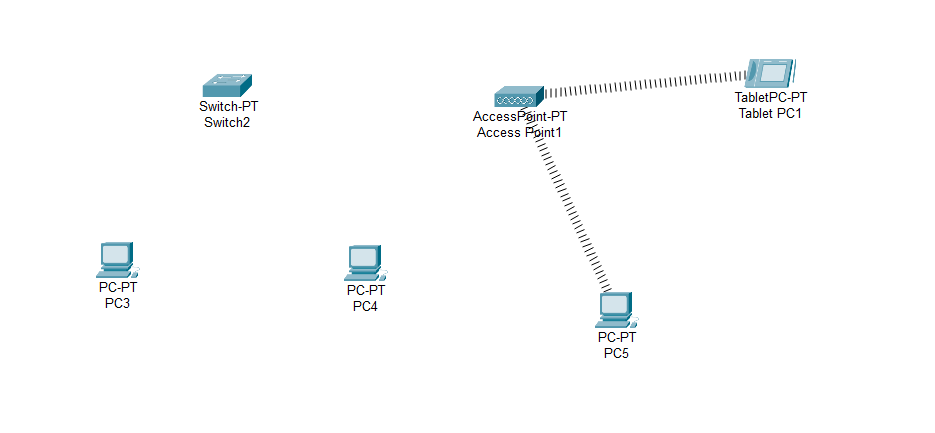 Switch-PT
Switch2
AccessPoint-PT
Access Point1
TabletPC-PT
Tablet PC1
PC-PT
PC3
PC-PT
PC4
PC-PT
PC5